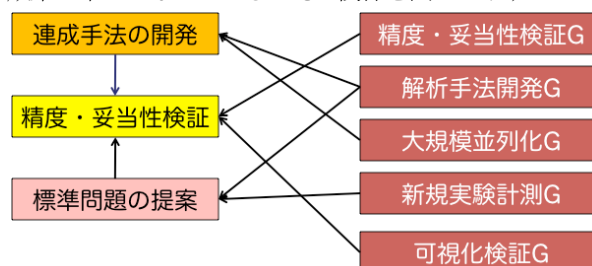 連成手法の開発
精度・妥当性検証
標準問題の提案
精度・妥当性検証G
解析手法開発G
大規模並列化G
新規実験計測G
可視化検証G